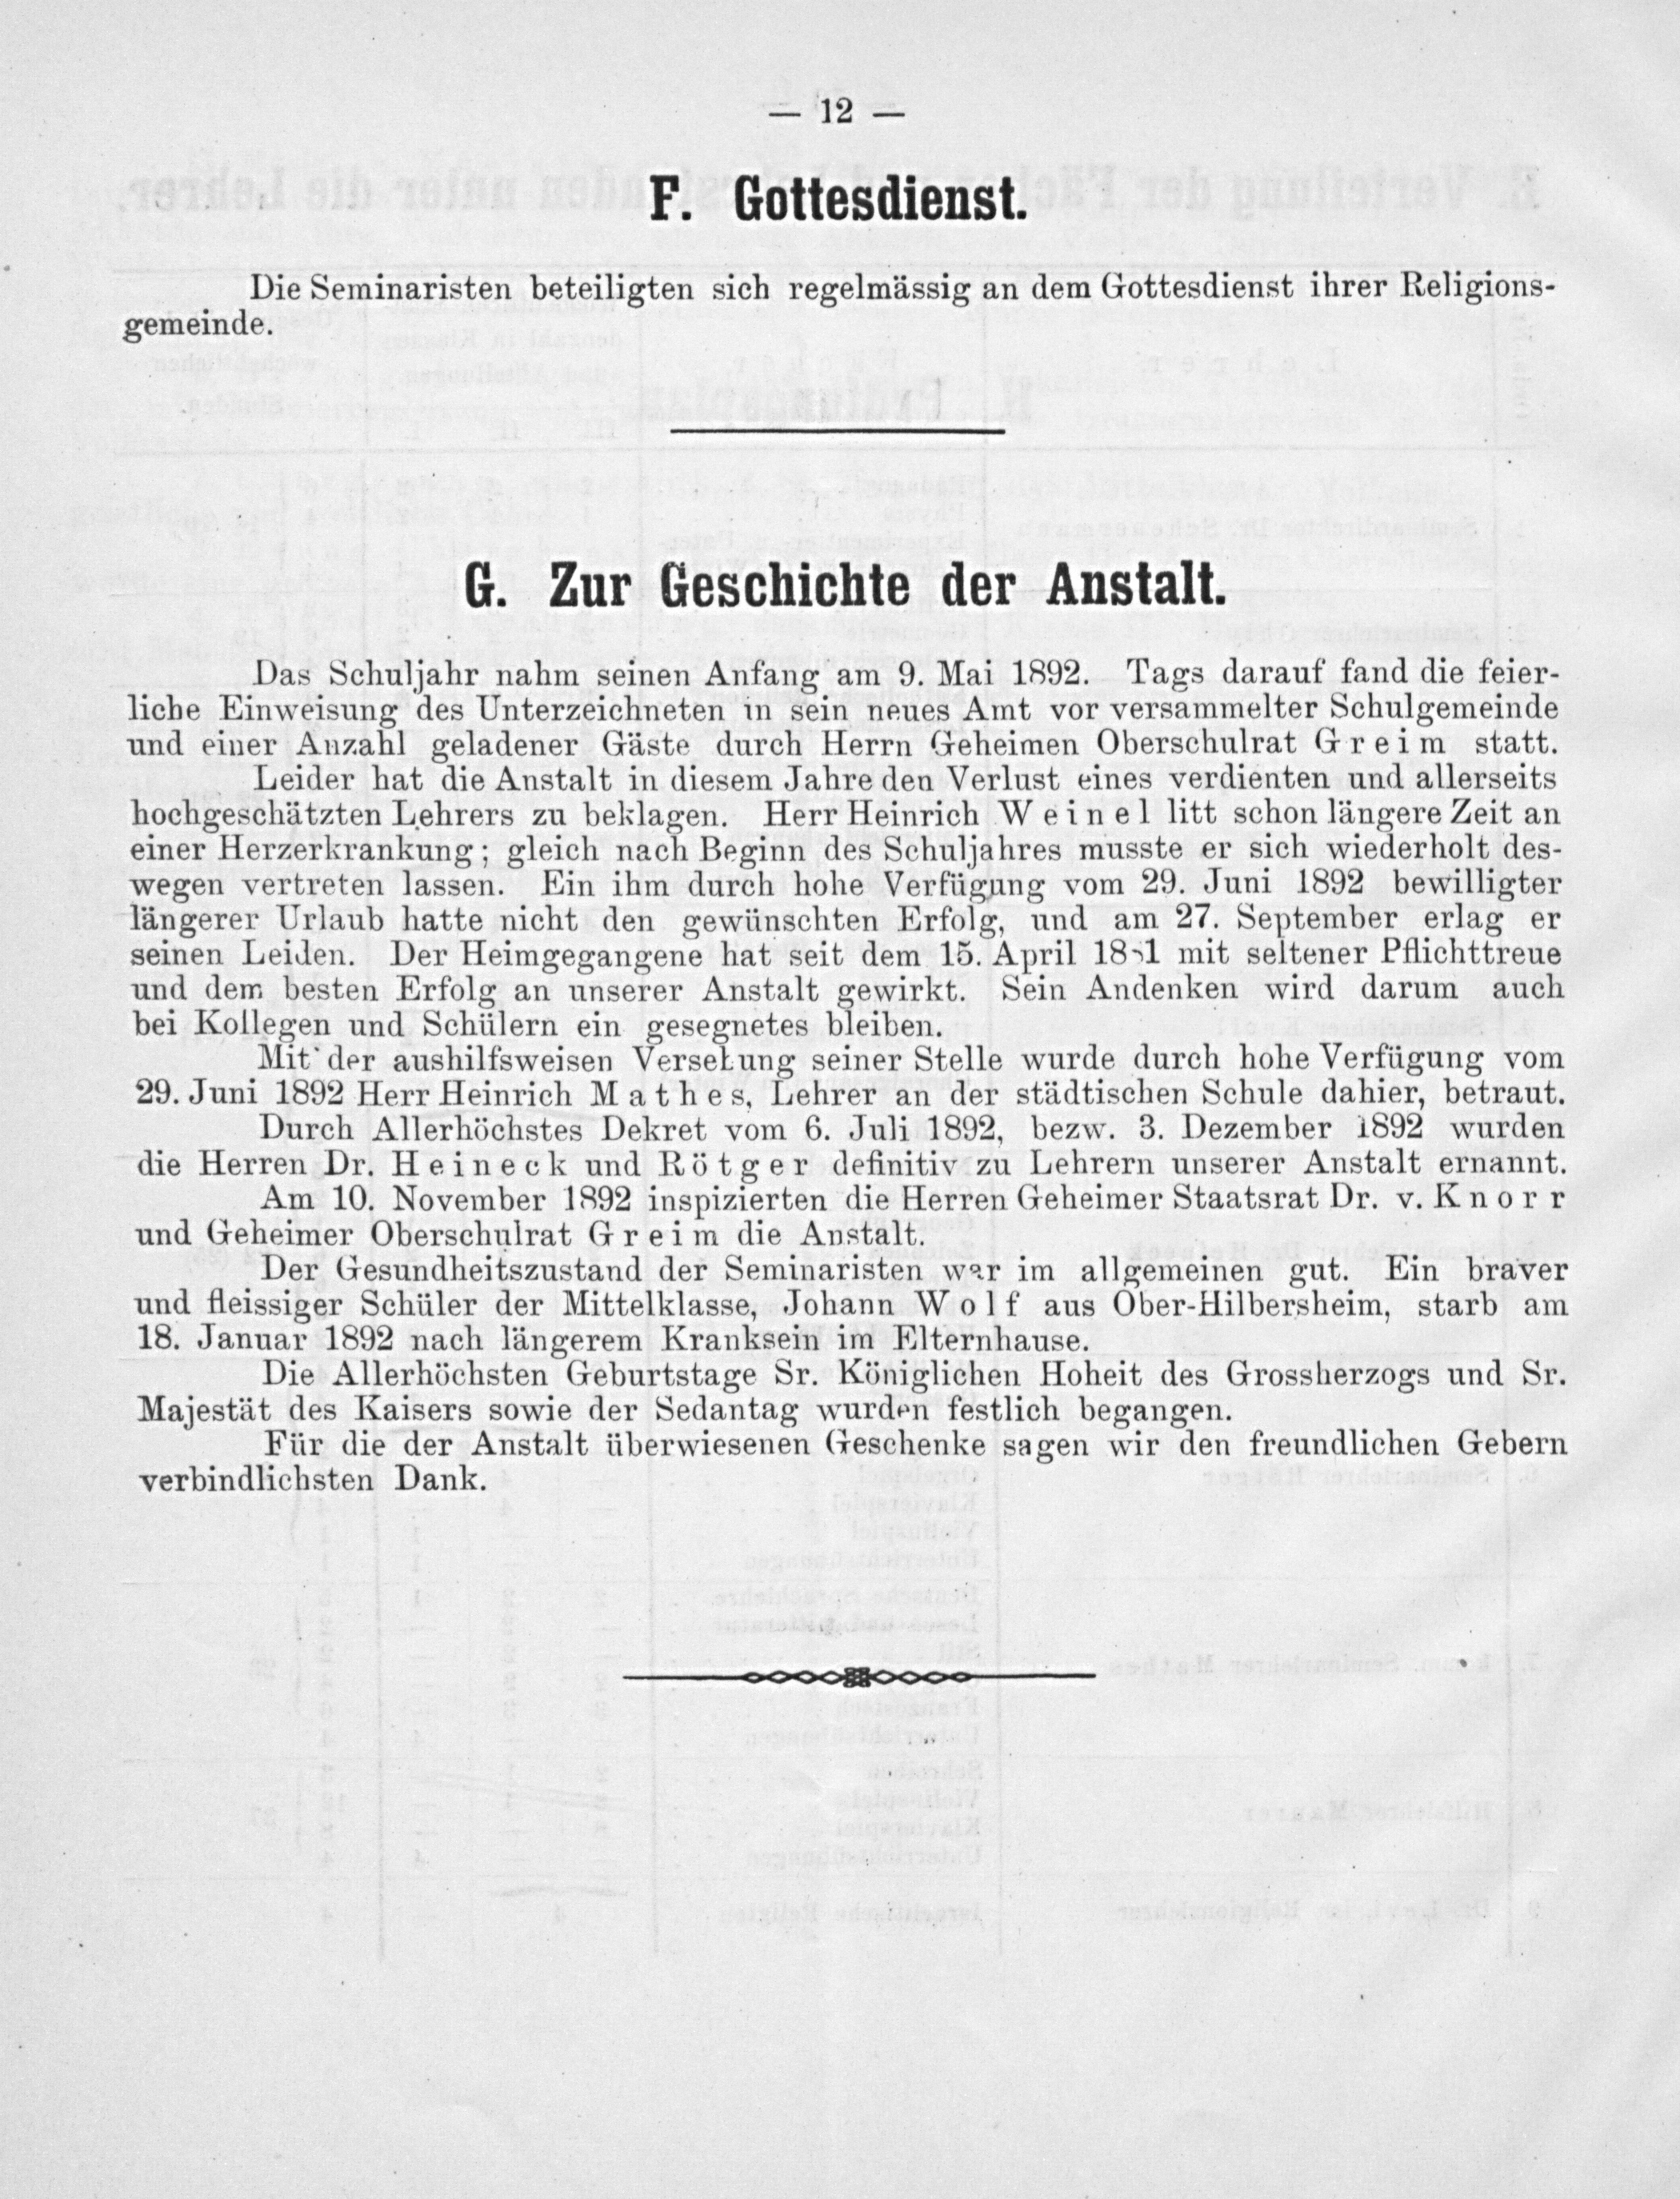 — 12 —
F. Gottesdienst.
Die Seminaristen beteiligten sich regelmässig an dem Gottesdienst ihrer Religions-
gemeinde.
G. Zur Geschichte der Anstalt.
Das Schuljahr nahm seinen Anfang am 9. Mai 1892. Tags darauf fand die feier-
liche Einweisung des Unterzeichneten in sein neues Amt vor versammelter Schulgemeinde
und einer Anzahl geladener Gäste durch Herrn Geheimen Oberschulrat Greim statt.
Leider hat die Anstalt in diesem Jahre den Verlust eines verdienten und allerseits
hochgeschätzten Lehrers zu beklagen. Herr Heinrich Weinel litt schon längere Zeit an
einer Herzerkrankung; gleich nach Beginn des Schuljahres musste er sich wiederholt des-
wegen vertreten lassen. Ein ihm durch hohe Verfügung vom 29. Juni 1892 bewilligter
längerer Urlaub hatte nicht den gewünschten Erfolg, und am 27. September erlag er
seinen Leiden. Der Heimgegangene hat seit dem 15. April mit seltener Pflichttreue
und dem besten Erfolg an unserer Anstalt gewirkt. Sein Andenken wird darum auch
bei Kollegen und Schülern ein gesegnetes bleiben.
Mit der aushilfsweisen Versetung seiner Stelle wurde durch hohe Verfügung vom
29. Juni 1892 Herr Heinrich Mathes, Lehrer an der städtischen Schule dahier, betraut.
Durch Allerhöchstes Dekret vom 6. Juli 1892, bezw. 3. Dezember 1892 wurden
die Herren Dr. Heineck und Rötger definitiv zu Lehrern unserer Anstalt ernannt.
Am 10. November 1892 inspizierten die Herren Geheimer Staatsrat Dr. v. Knorr
und Geheimer Oberschulrat Greim die Anstalt.
Der Gesundheitszustand der Seminaristen war im allgemeinen gut. Ein braver
und fleissiger Schüler der Mittelklasse, Johann Wolf aus Ober-Hilbersheim, starb am
18. Januar 1892 nach längerem Kranksein im Elternhause.
Die Allerhöchsten Geburtstage Sr. Königlichen Hoheit des Grossherzogs und Sr.
Majestät des Kaisers sowie der Sedantag wurden festlich begangen.
Für die der Anstalt überwiesenen Geschenke sagen wir den freundlichen Gebern
verbindlichsten Dank.